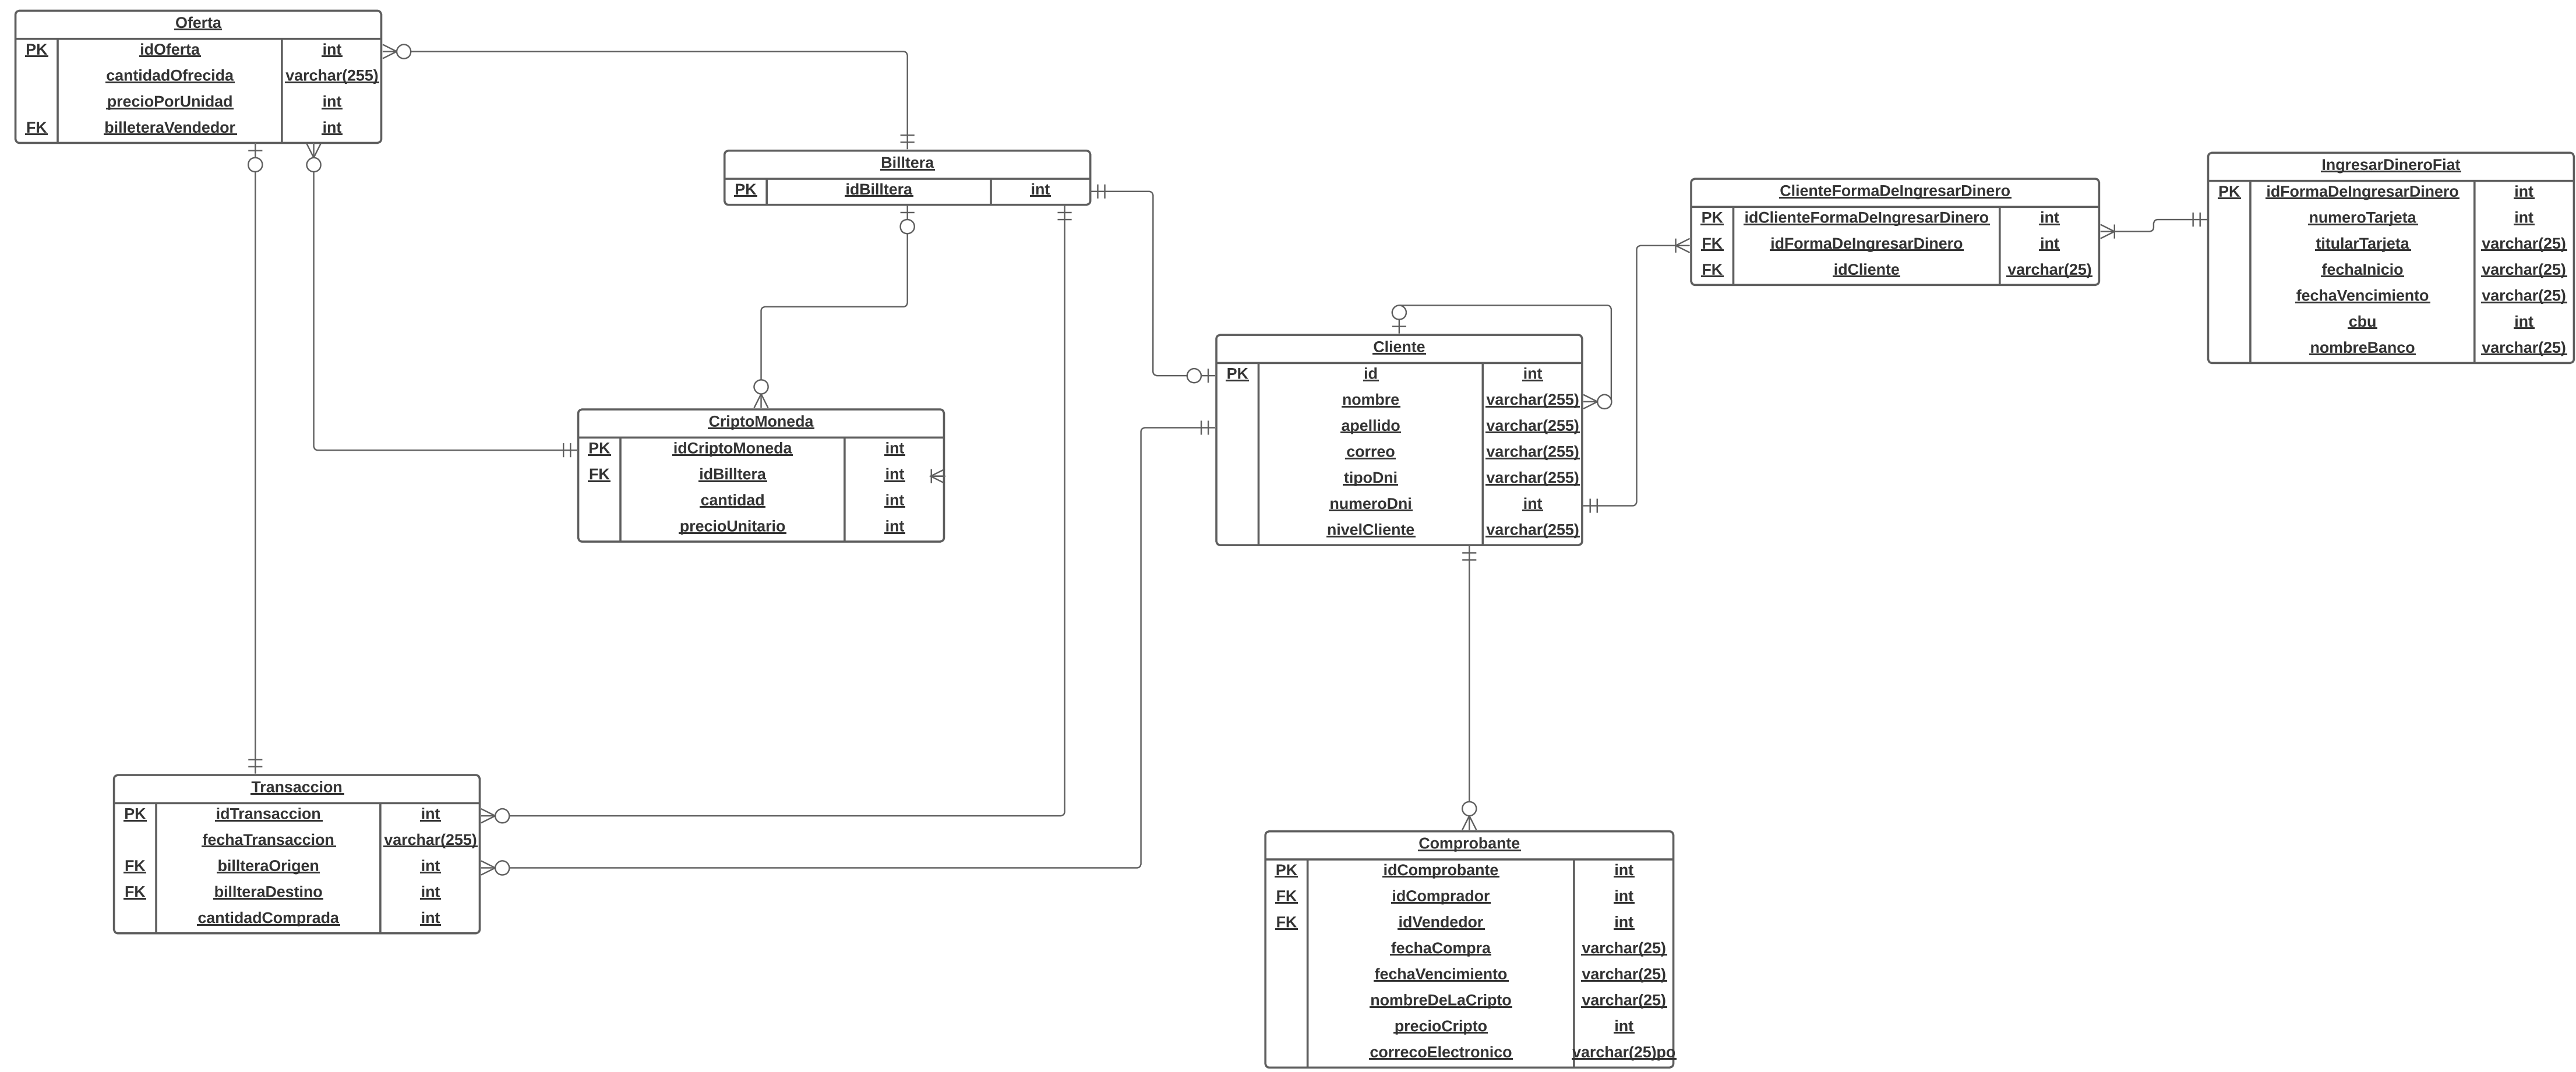 Oferta
PK idOferta int
cantidadOfrecida varchar(255)
precioPorUnidad int
FK billeteraVendedor int
Billtera
PK idBilltera int
IngresarDineroFiat
PK idFormaDeIngresarDinero int
numeroTarjeta int
titularTarjeta varchar(25)
fechaInicio varchar(25)
fechaVencimiento varchar(25)
cbu int
nombreBanco varchar(25)
ClienteFormaDeIngresarDinero
PK idClienteFormaDeIngresarDinero int
FK idFormaDeIngresarDinero int
FK idCliente varchar(25)
Cliente
PK id int
nombre varchar(255)
apellido varchar(255)
correo varchar(255)
tipoDni varchar(255)
numeroDni int
nivelCliente varchar(255)
CriptoMoneda
PK idCriptoMoneda int
FK idBilltera int
cantidad int
precioUnitario int
Transaccion
PK idTransaccion int
fechaTransaccion varchar(255)
FK billteraOrigen int
FK billteraDestino int
cantidadComprada int
Comprobante
PK idComprobante int
FK idComprador int
FK idVendedor int
fechaCompra varchar(25)
fechaVencimiento varchar(25)
nombreDeLaCripto varchar(25)
precioCripto int
correcoElectronico varchar(25)po